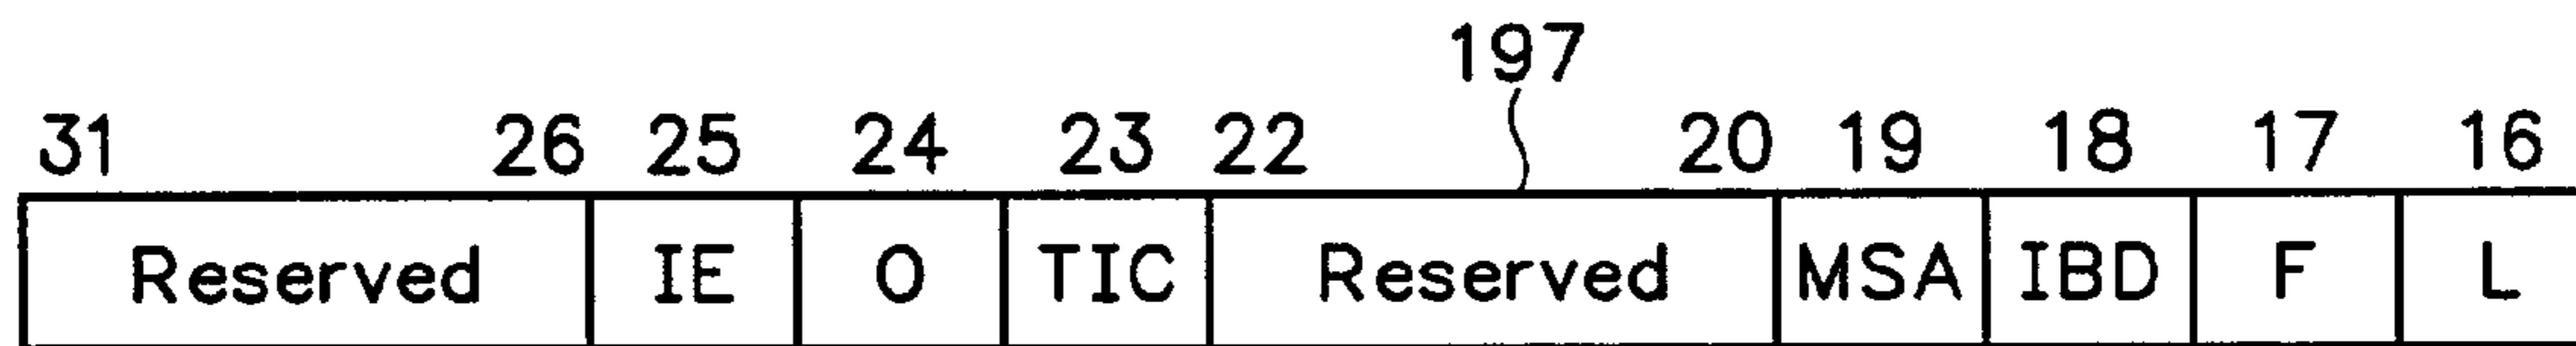 197
31 26 25 24 23 22 20 19 18 17 16
Reserved IE O TIC Reserved MSA IBD F L